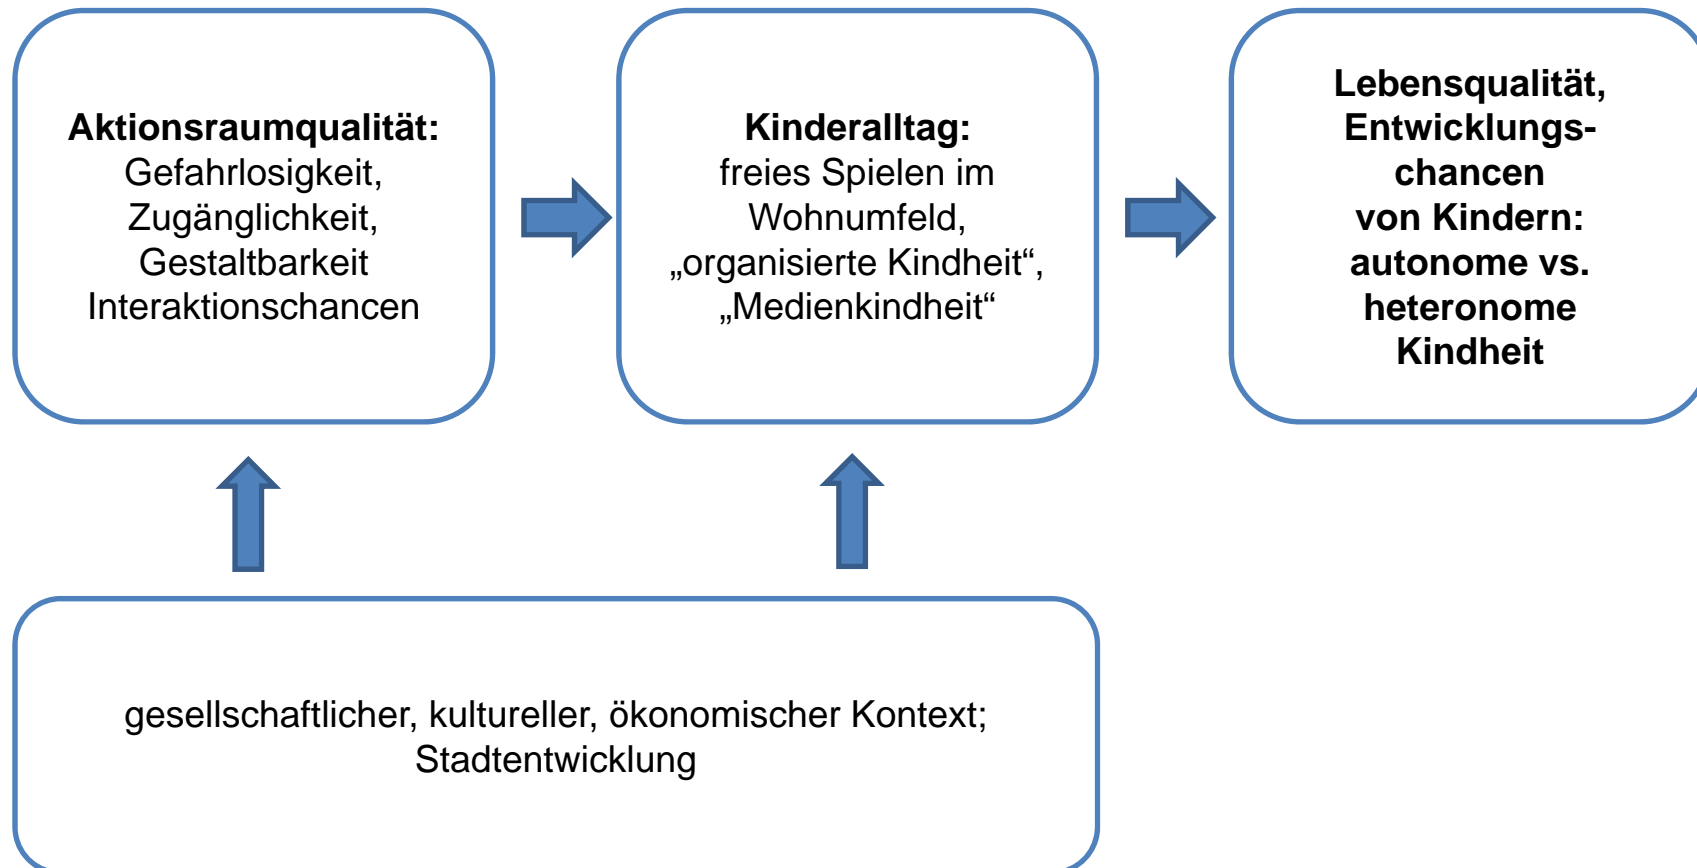 Aktionsraumqualität:
Gefahrlosigkeit,
Zugänglichkeit,
Gestaltbarkeit
Interaktionschancen
Kinderalltag:
freies Spielen im
Wohnumfeld,
„organisierte Kindheit“,
„Medienkindheit“
Lebensqualität,
Entwicklungs-
chancen
von Kindern:
autonome vs.
heteronome
Kindheit
gesellschaftlicher, kultureller, ökonomischer Kontext;
Stadtentwicklung